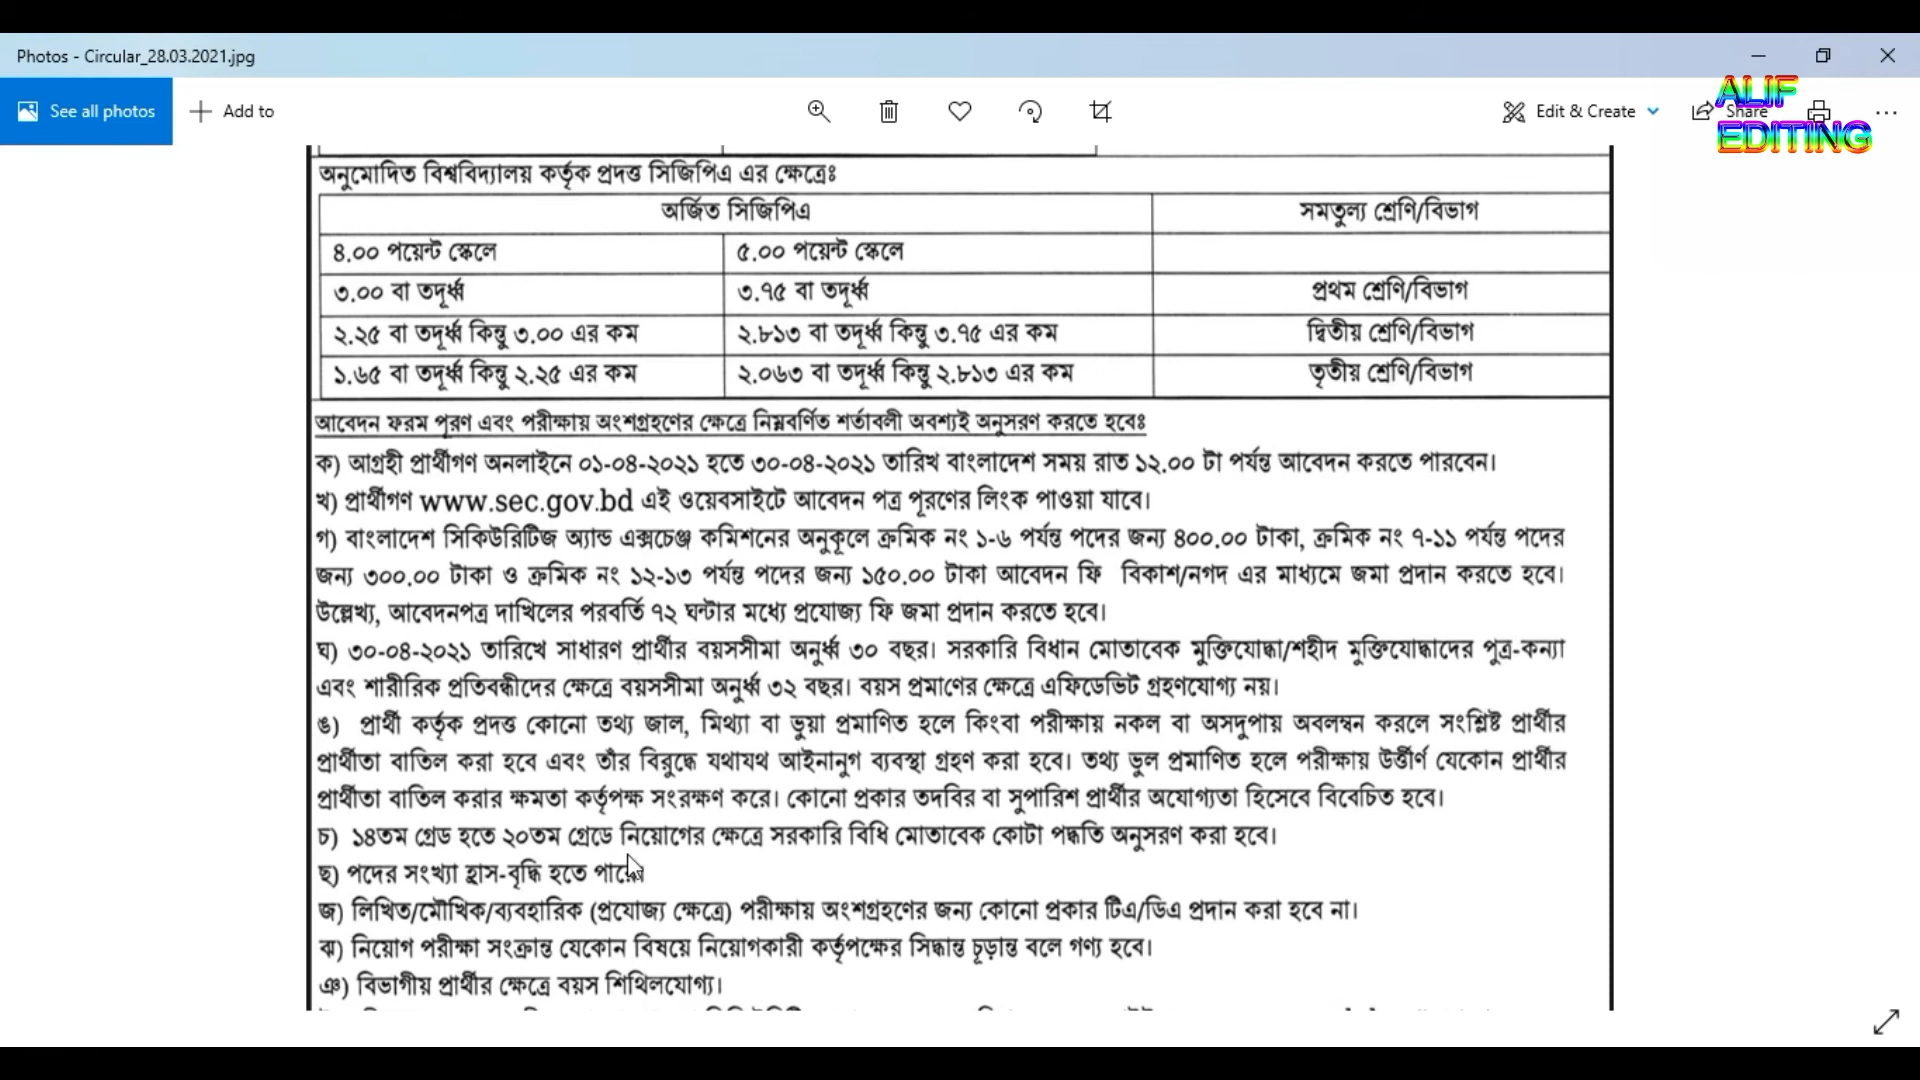 Photos - Circular_28.03.2021.jpg
See all photos
Add to
Edit & Create
Share
ALIF
EDITING
অনুমোদিত বিশ্ববিদ্যালয় কর্তৃক প্রদত্ত সিজিপিএ এর ক্ষেত্রেঃ
অর্জিত সিজিপিএ সমতুল্য শ্রেণি/বিভাগ
৪.০০ পয়েন্ট স্কেলে ৫.০০ পয়েন্ট স্কেলে
৩.০০ বা তদূর্ধ্ব ৩.৭৫ বা তদূর্ধ্ব প্রথম শ্রেণি/বিভাগ
২.২৫ বা তদূর্ধ্ব কিন্তু ৩.০০ এর কম ২.৮১৩ বা তদূর্ধ্ব কিন্তু ৩.৭৫ এর কম দ্বিতীয় শ্রেণি/বিভাগ
১.৬৫ বা তদূর্ধ্ব কিন্তু ২.২৫ এর কম ২.০৬৩ বা তদূর্ধ্ব কিন্তু ২.৮১৩ এর কম তৃতীয় শ্রেণি/বিভাগ
আবেদন ফরম পূরণ এবং পরীক্ষায় অংশগ্রহণের ক্ষেত্রে নিম্নবর্ণিত শর্তাবলী অবশ্যই অনুসরণ করতে হবেঃ
ক) আগ্রহী প্রার্থীগণ অনলাইনে ০১-০৪-২০২১ হতে ৩০-০৪-২০২১ তারিখ বাংলাদেশ সময় রাত ১২.০০ টা পর্যন্ত আবেদন করতে পারবেন।
খ) প্রার্থীগণ www.sec.gov.bd এই ওয়েবসাইটে আবেদন পত্র পূরণের লিংক পাওয়া যাবে।
গ) বাংলাদেশ সিকিউরিটিজ অ্যান্ড এক্সচেঞ্জ কমিশনের অনুকূলে ক্রমিক নং ১-৬ পর্যন্ত পদের জন্য ৪০০.০০ টাকা, ক্রমিক নং ৭-১১ পর্যন্ত পদের
জন্য ৩০০.০০ টাকা ও ক্রমিক নং ১২-১৩ পর্যন্ত পদের জন্য ১৫০.০০ টাকা আবেদন ফি বিকাশ/নগদ এর মাধ্যমে জমা প্রদান করতে হবে।
উল্লেখ্য, আবেদনপত্র দাখিলের পরবর্তি ৭২ ঘন্টার মধ্যে প্রযোজ্য ফি জমা প্রদান করতে হবে।
ঘ) ৩০-০৪-২০২১ তারিখে সাধারণ প্রার্থীর বয়সসীমা অনুর্ধ্ব ৩০ বছর। সরকারি বিধান মোতাবেক মুক্তিযোদ্ধা/শহীদ মুক্তিযোদ্ধাদের পুত্র-কন্যা
এবং শারীরিক প্রতিবন্ধীদের ক্ষেত্রে বয়সসীমা অনুর্ধ্ব ৩২ বছর। বয়স প্রমাণের ক্ষেত্রে এফিডেভিট গ্রহণযোগ্য নয়।
ঙ) প্রার্থী কর্তৃক প্রদত্ত কোনো তথ্য জাল, মিথ্যা বা ভুয়া প্রমাণিত হলে কিংবা পরীক্ষায় নকল বা অসদুপায় অবলম্বন করলে সংশ্লিষ্ট প্রার্থীর
প্রার্থীতা বাতিল করা হবে এবং তাঁর বিরুদ্ধে যথাযথ আইনানুগ ব্যবস্থা গ্রহণ করা হবে। তথ্য ভুল প্রমাণিত হলে পরীক্ষায় উর্ত্তীর্ণ যেকোন প্রার্থীর
প্রার্থীতা বাতিল করার ক্ষমতা কর্তৃপক্ষ সংরক্ষণ করে। কোনো প্রকার তদবির বা সুপারিশ প্রার্থীর অযোগ্যতা হিসেবে বিবেচিত হবে।
চ) ১৪তম গ্রেড হতে ২০তম গ্রেডে নিয়োগের ক্ষেত্রে সরকারি বিধি মোতাবেক কোটা পদ্ধতি অনুসরণ করা হবে।
ছ) পদের সংখ্যা হ্রাস-বৃদ্ধি হতে পারে।
জ) লিখিত/মৌখিক/ব্যবহারিক (প্রযোজ্য ক্ষেত্রে) পরীক্ষায় অংশগ্রহণের জন্য কোনো প্রকার টিএ/ডিএ প্রদান করা হবে না।
ঝ) নিয়োগ পরীক্ষা সংক্রান্ত যেকোন বিষয়ে নিয়োগকারী কর্তৃপক্ষের সিদ্ধান্ত চূড়ান্ত বলে গণ্য হবে।
ঞ) বিভাগীয় প্রার্থীর ক্ষেত্রে বয়স শিথিলযোগ্য।